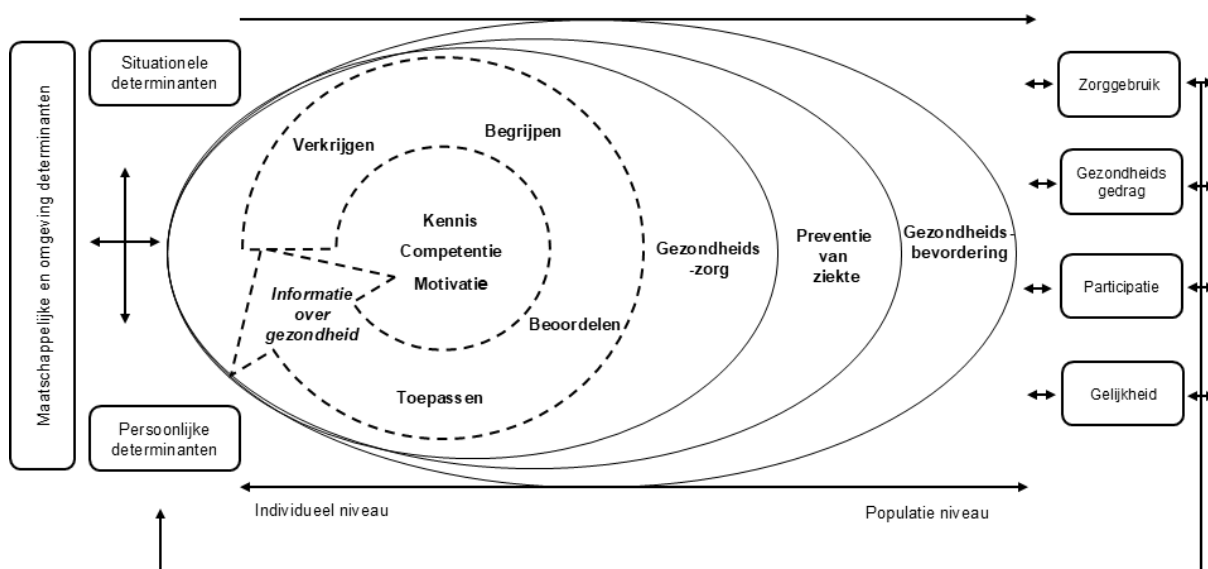 Maatschappelijke en omgeving determinanten
Situationele
determinanten
Persoonlijke
determinanten
Verkrijgen
Begrijpen
Beoordelen
Toepassen
Kennis
Competentie
Motivatie
Informatie
over
gezondheid
Gezondheids
-zorg
Preventie
van
ziekte
Gezondheids-
bevordering
Zorggebruik
Gezondheids
gedrag
Participatie
Gelijkheid
Individueel niveau
Populatie niveau